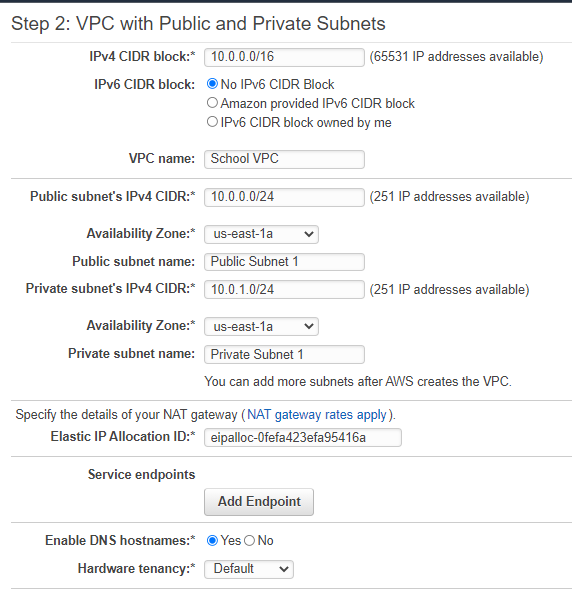 Step 2: VPC with Public and Private Subnets
IPv4 CIDR block:* 10.0.0.0/16 (65531 IP addresses available)
IPv6 CIDR block: No IPv6 CIDR Block
Amazon provided IPv6 CIDR block
IPv6 CIDR block owned by me
VPC name: School VPC
Public subnet's IPv4 CIDR:* 10.0.0.0/24 (251 IP addresses available)
Availability Zone:* us-east-1a
Public subnet name: Public Subnet 1
Private subnet's IPv4 CIDR:* 10.0.1.0/24 (251 IP addresses available)
Availability Zone:* us-east-1a
Private subnet name: Private Subnet 1
You can add more subnets after AWS creates the VPC.
Specify the details of your NAT gateway (NAT gateway rates apply).
Elastic IP Allocation ID:* eipalloc-0fefa423efa95416a
Service endpoints
Add Endpoint
Enable DNS hostnames:* Yes No
Hardware tenancy:* Default